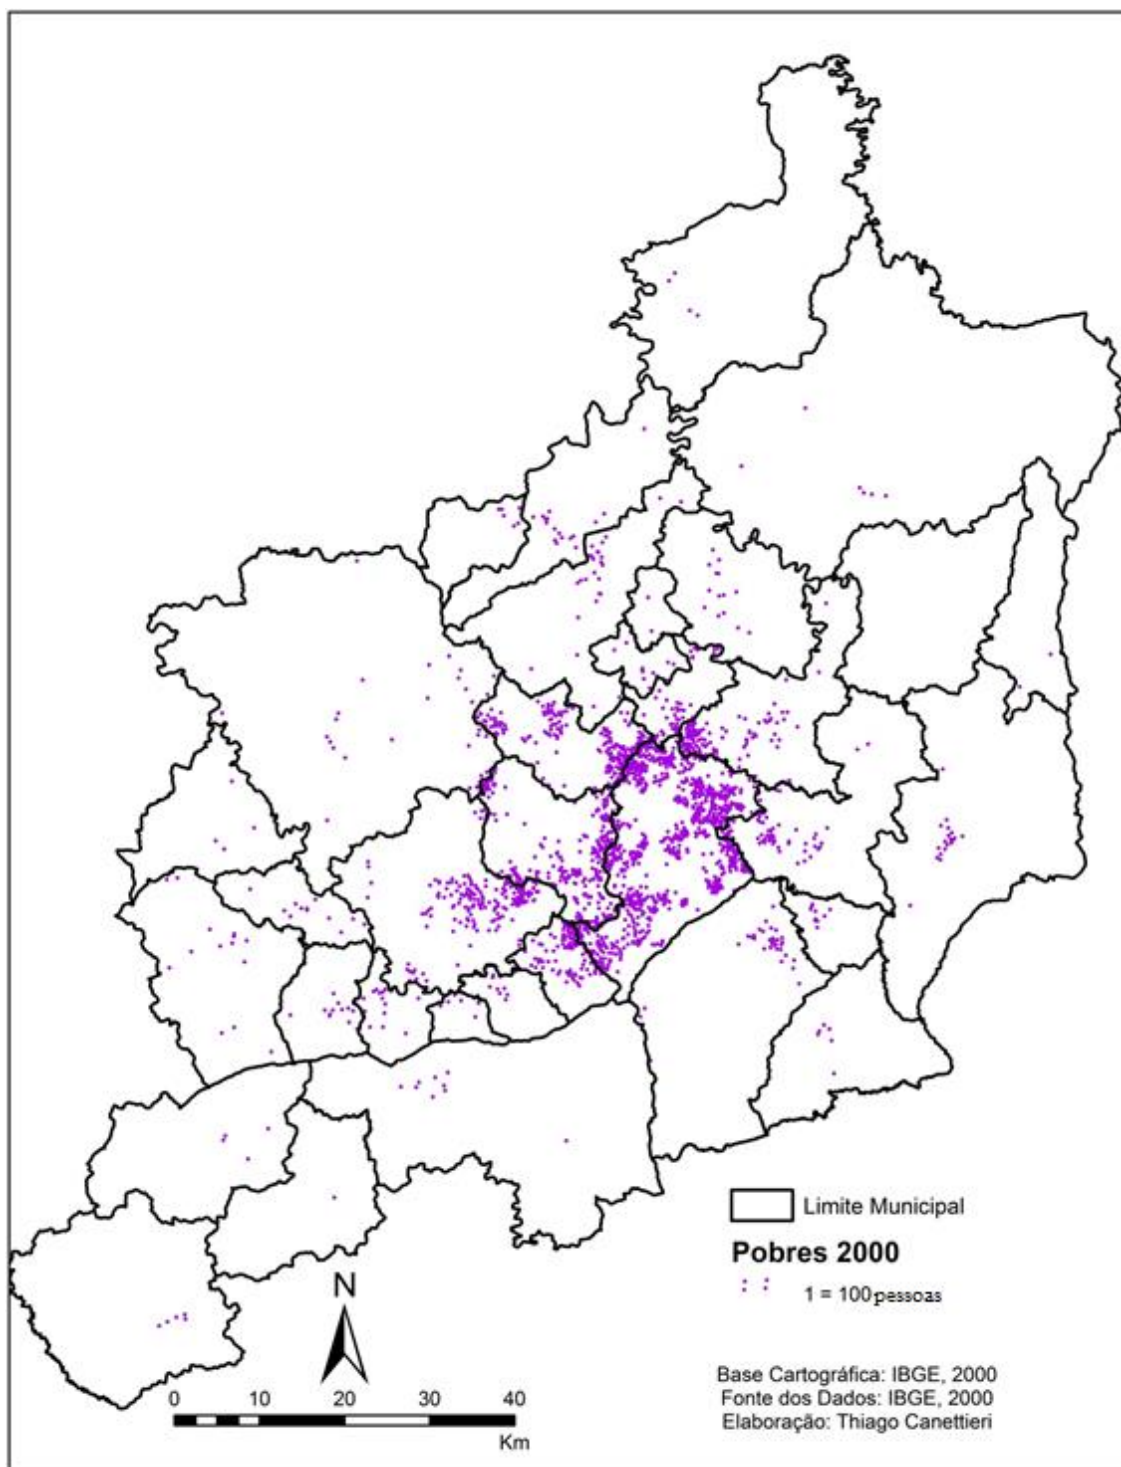 Limite Municipal
Pobres 2000
1 = 100 pessoas
N
0 10 20 30 40
Km
Base Cartográfica: IBGE, 2000
Fonte dos Dados: IBGE, 2000
Elaboração: Thiago Canettieri